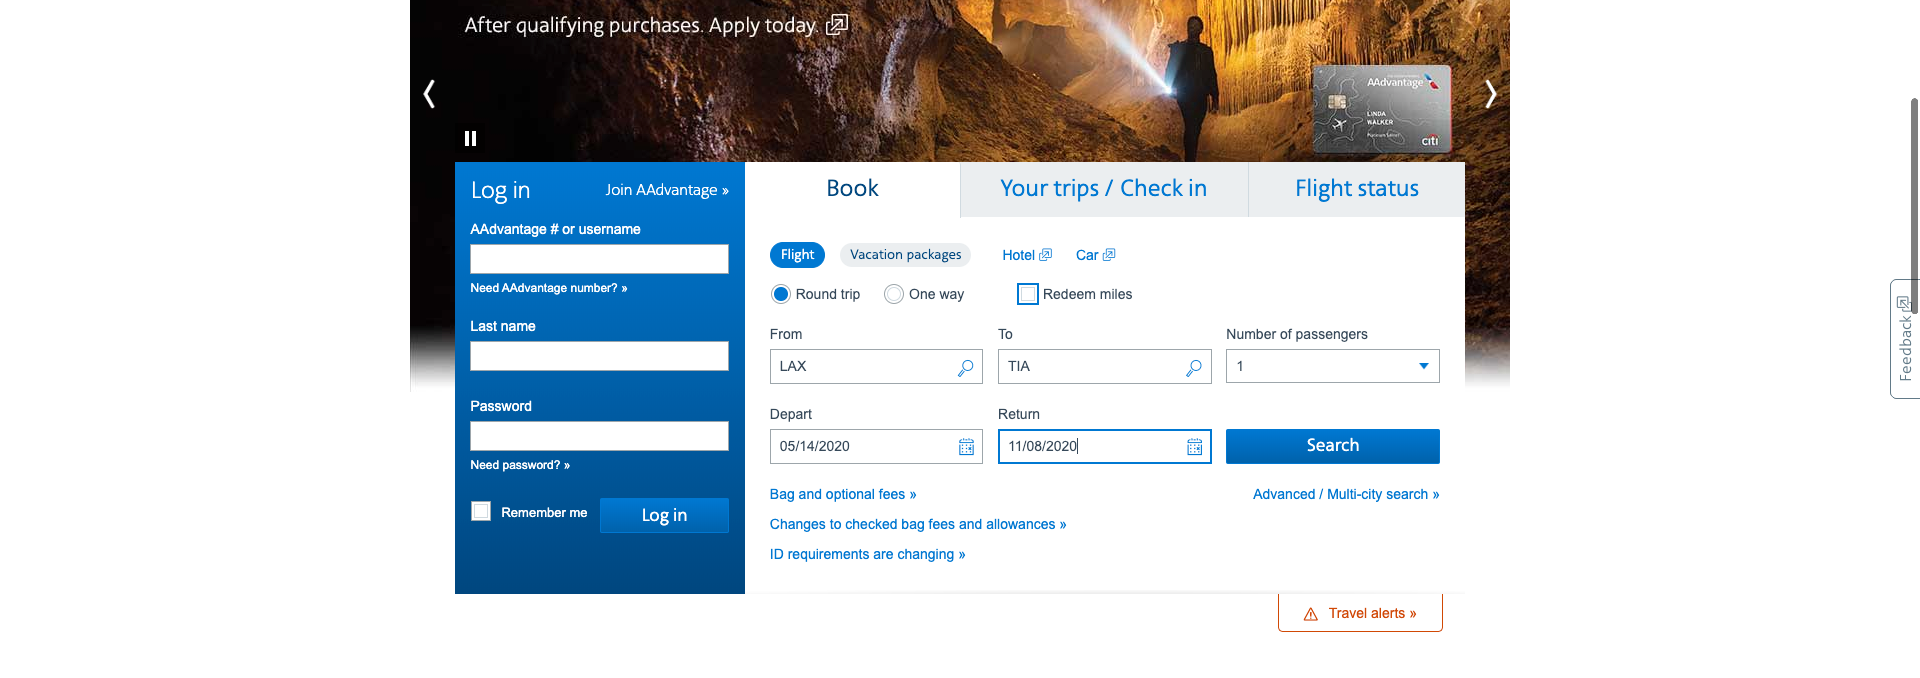 After qualifying purchases. Apply today.
AAdvantage
LINDA
WALKER
Platinum Select
citi
Log in
Join AAdvantage »
AAdvantage # or username
Need AAdvantage number? »
Last name
Password
Need password? »
Remember me
Log in
Book
Your trips / Check in
Flight status
Flight
Vacation packages
Hotel
Car
Round trip
One way
Redeem miles
From
To
Number of passengers
LAX
TIA
1
Depart
Return
05/14/2020
11/08/2020
Search
Bag and optional fees »
Advanced / Multi-city search »
Changes to checked bag fees and allowances »
ID requirements are changing »
Travel alerts »
Feedback